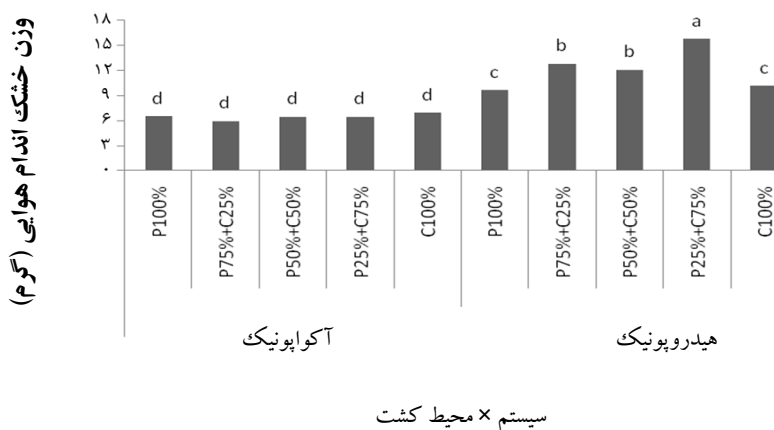 وزن خشک اندام هوایی (گرم)
۱۸
۱۵
۱۲
۹
۶
۳
۰
d d d d d c b b a c
P100% P75%+C25% P50%+C50% P25%+C75% C100% P100% P75%+C25% P50%+C50% P25%+C75% C100%
آکواپونیک هیدروپونیک
سیستم × محیط کشت